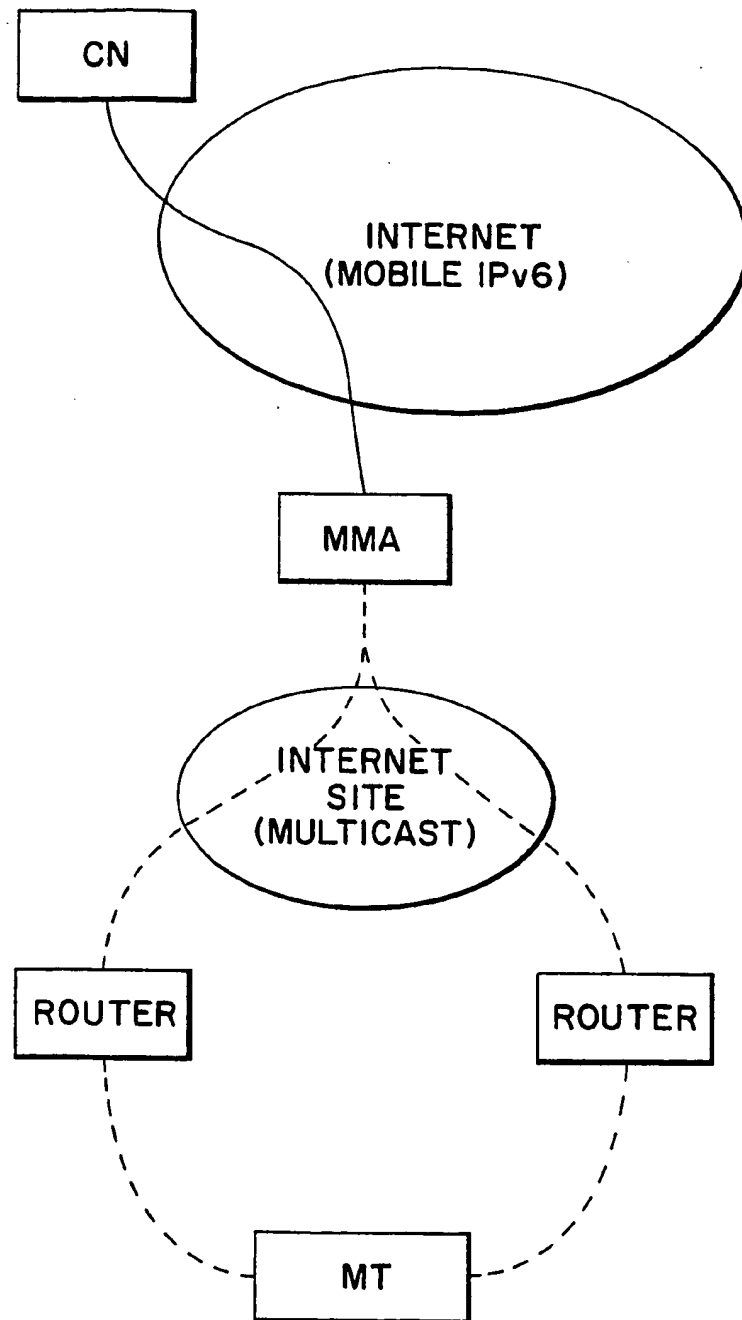 CN
INTERNET
(MOBILE IPv6)
MMA
INTERNET
SITE
(MULTICAST)
ROUTER
ROUTER
MT